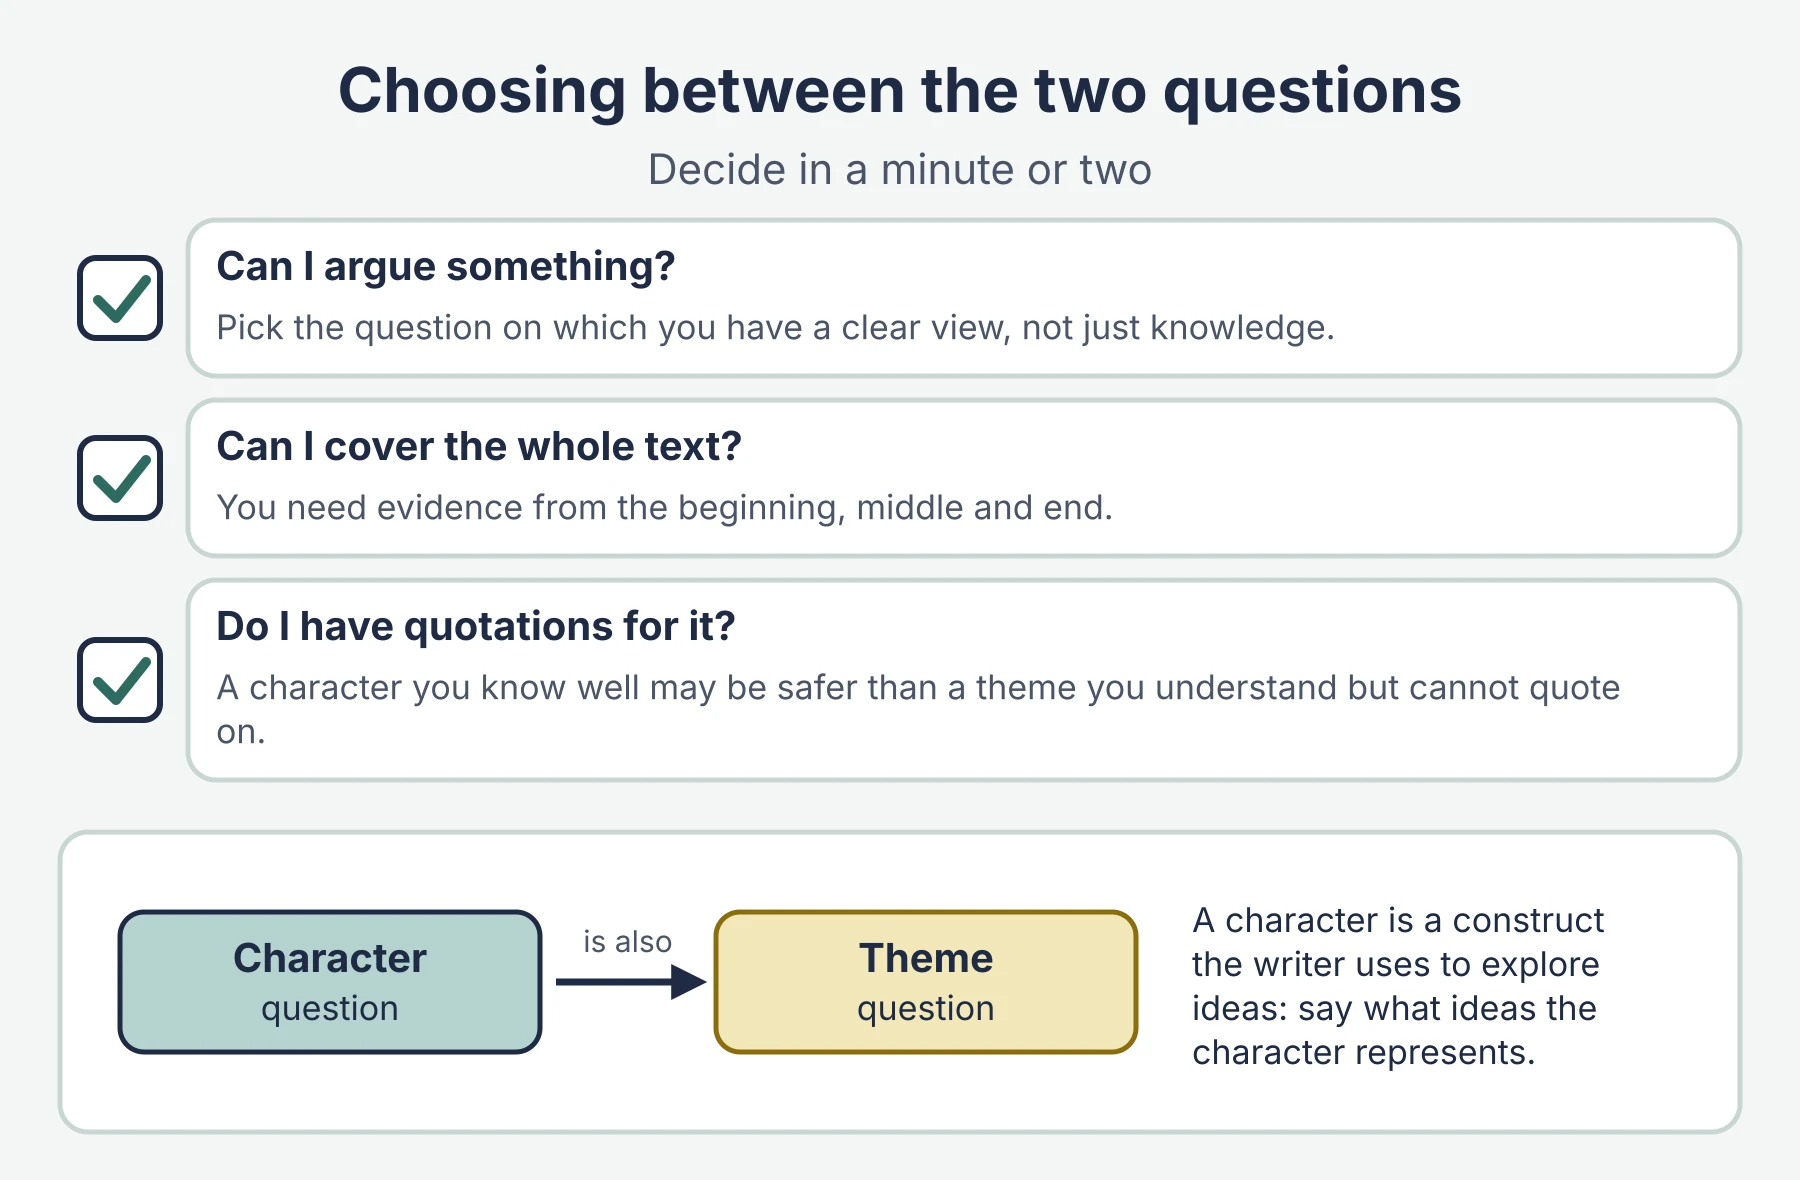 Choosing between the two questions
Decide in a minute or two
Can I argue something?
Pick the question on which you have a clear view, not just knowledge.
Can I cover the whole text?
You need evidence from the beginning, middle and end.
Do I have quotations for it?
A character you know well may be safer than a theme you understand but cannot quote
on.
Character
question
is also
Theme
question
A character is a construct
the writer uses to explore
ideas: say what ideas the
character represents.